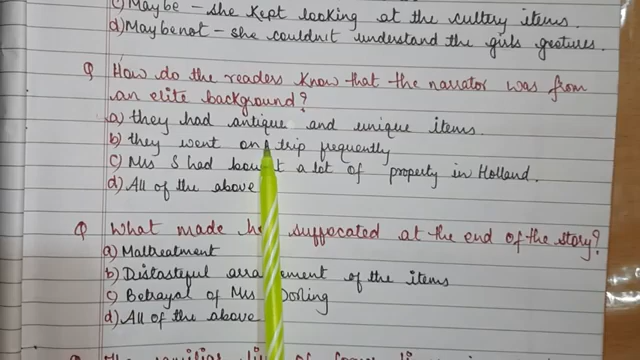 c) Maybe - she kept looking at the cutlery items.
d) Maybe not - she couldn't understand the girls gestures.
Q How do the readers know that the narrator was from
an elite background?
a) they had antique and unique items.
b) they went on trip frequently
c) Mrs S had a lot of property in Holland.
d) All of the above
Q What made suffocated at the end of the story?
a) Maltreatment
b) Distasteful arrangement of the items
c) Betrayal of Mrs Dorling
d) All of the above